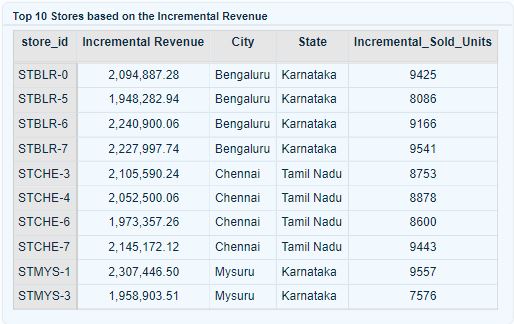 Top 10 Stores based on the Incremental Revenue
store_id Incremental Revenue City State Incremental_Sold_Units
STBLR-0 2,094,887.28 Bengaluru Karnataka 9425
STBLR-5 1,948,282.94 Bengaluru Karnataka 8086
STBLR-6 2,240,900.06 Bengaluru Karnataka 9166
STBLR-7 2,227,997.74 Bengaluru Karnataka 9541
STCHE-3 2,105,590.24 Chennai Tamil Nadu 8753
STCHE-4 2,052,500.06 Chennai Tamil Nadu 8878
STCHE-6 1,973,357.26 Chennai Tamil Nadu 8600
STCHE-7 2,145,172.12 Chennai Tamil Nadu 9443
STMYS-1 2,307,446.50 Mysuru Karnataka 9557
STMYS-3 1,958,903.51 Mysuru Karnataka 7576